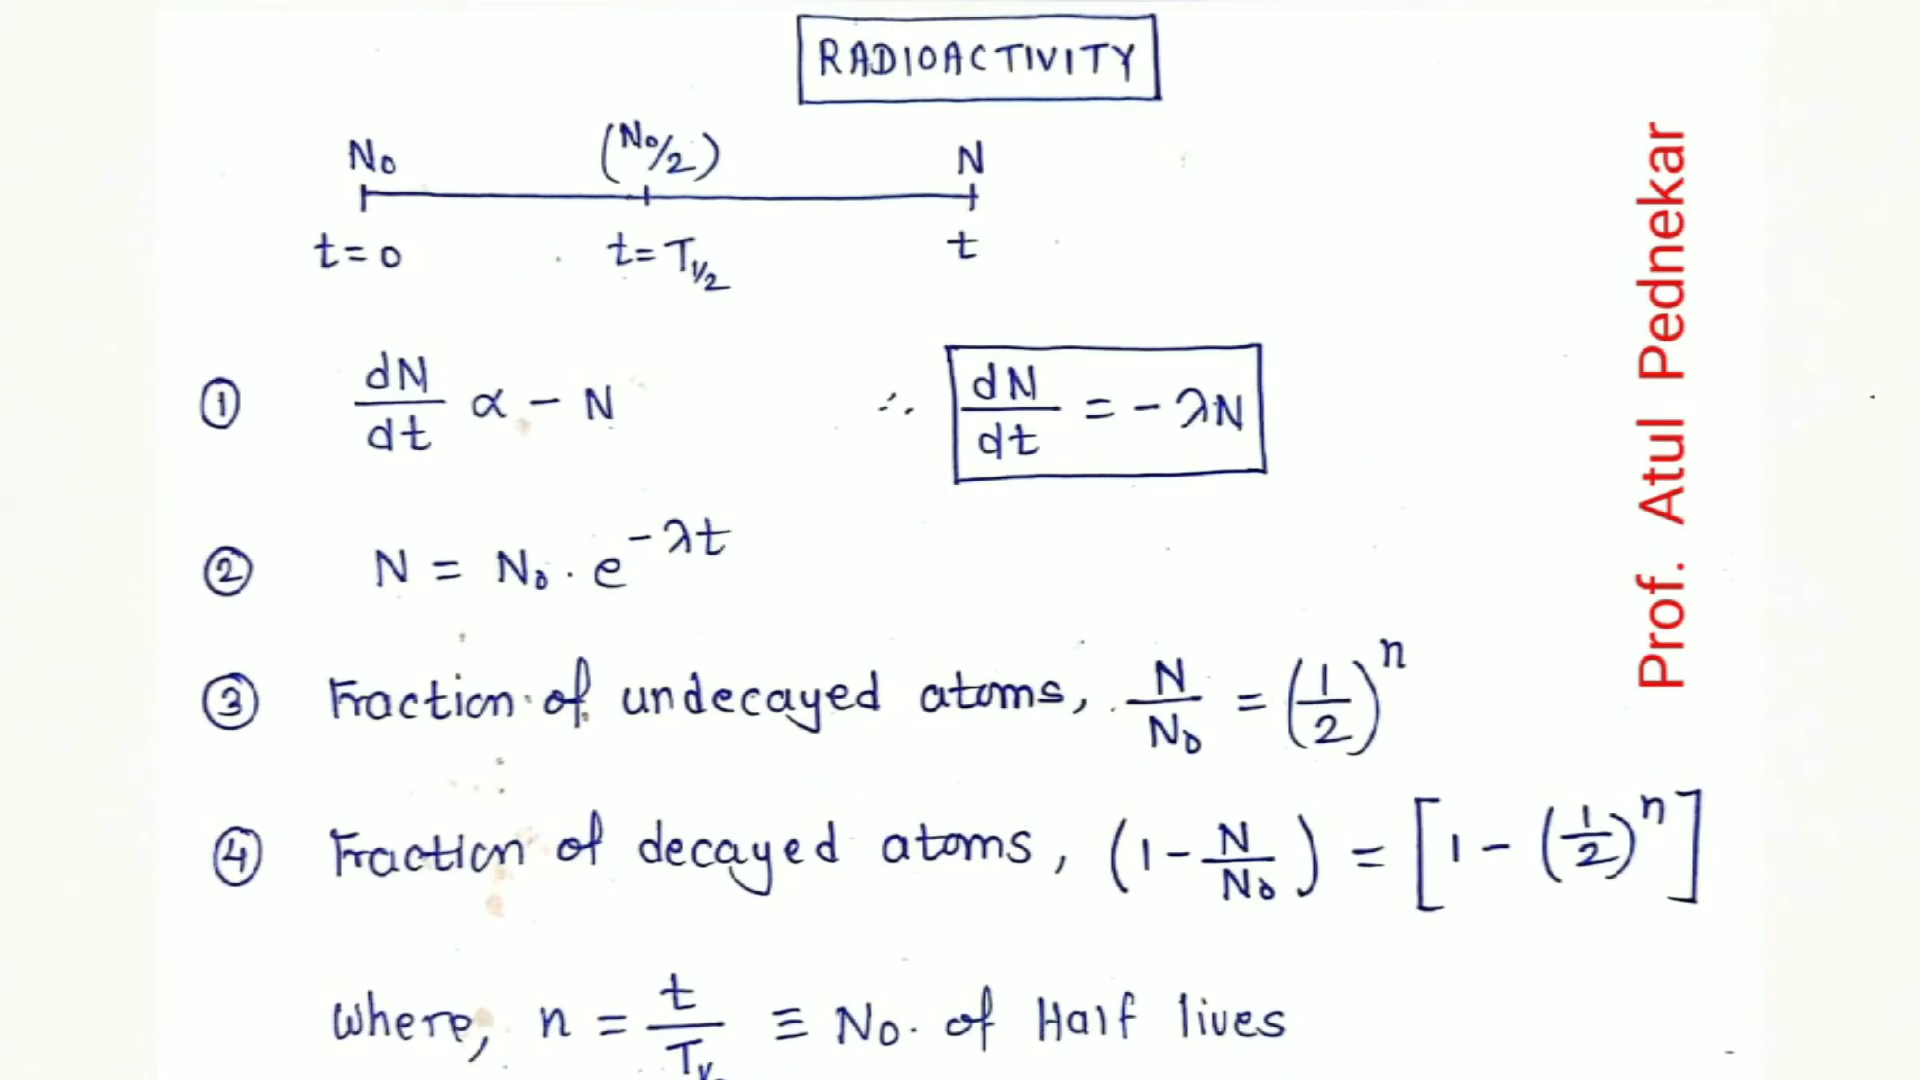 RADIOACTIVITY
N₀ (N₀/2) N
t=0 t=T₁/₂ t
① dN/dt ∝ - N ∴ dN/dt = - λN
② N = N₀ · e^-λt
③ Fraction of undecayed atoms, N/N₀ = (1/2)^n
④ Fraction of decayed atoms, (1 - N/N₀) = [1 - (1/2)^n]
Where, n = t/T₁/ ≡ No. of Half lives
Prof. Atul Pednekar